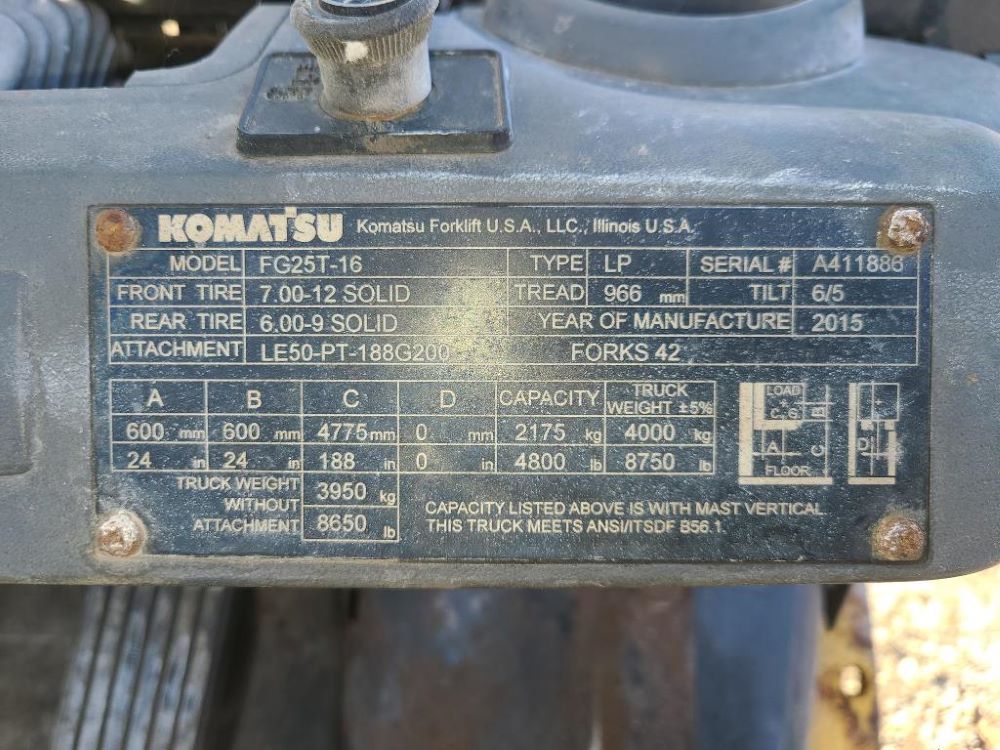 KOMATSU Komatsu Forklift U.S.A., LLC., Illinois U.S.A.
MODEL FG25T-16 TYPE LP SERIAL # A411886
FRONT TIRE 7.00-12 SOLID TREAD 966 mm TILT 6/5
REAR TIRE 6.00-9 SOLID YEAR OF MANUFACTURE 2015
ATTACHMENT LE50-PT-188G200 FORKS 42
A B C D CAPACITY TRUCK WEIGHT ±5%
600 mm 600 mm 4775 mm 0 mm 2175 kg 4000 kg
24 in 24 in 188 in 0 in 4800 lb 8750 lb
TRUCK WEIGHT WITHOUT ATTACHMENT 3950 kg
8650 lb
CAPACITY LISTED ABOVE IS WITH MAST VERTICAL
THIS TRUCK MEETS ANSI/ITSDF B56.1
LOAD
C.G. B
A C D
FLOOR